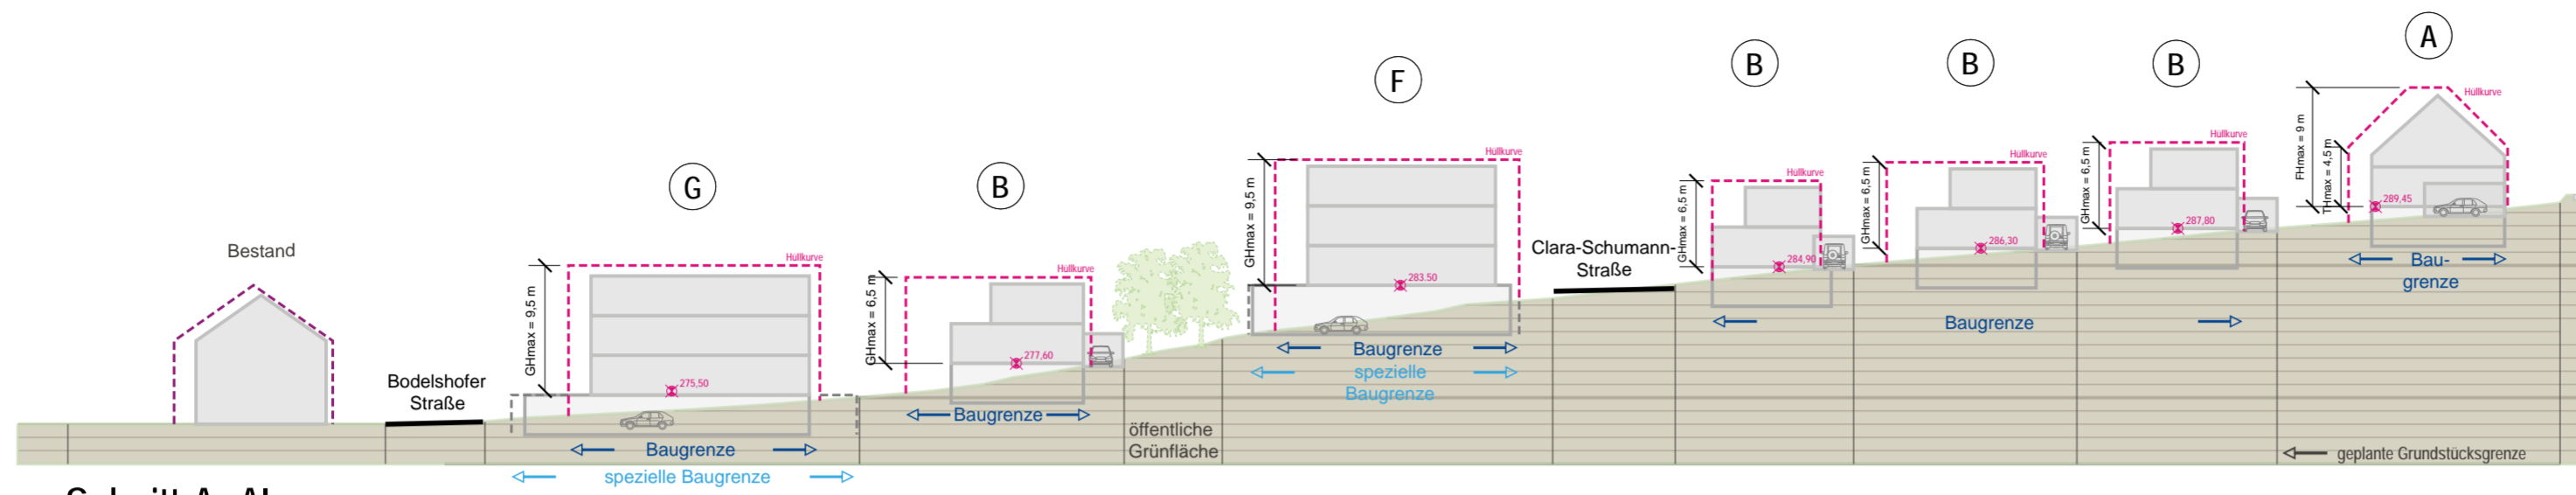 A
B
B
B
F
G
B
Bestand
Bodelshofer
Straße
GHmax = 9,5 m
Hüllkurve
275,50
Baugrenze
spezielle Baugrenze
GHmax = 6,5 m
Hüllkurve
277,60
Baugrenze
öffentliche
Grünfläche
GHmax = 9,5 m
Hüllkurve
283.50
Baugrenze
spezielle
Baugrenze
Clara-Schumann-
Straße
GHmax = 6,5 m
Hüllkurve
284,90
GHmax = 6,5 m
Hüllkurve
286,30
Baugrenze
GHmax = 6,5 m
Hüllkurve
287,80
FHmax = 9 m
THmax = 4,5 m
Hüllkurve
289,45
Bau-
grenze
geplante Grundstücksgrenze